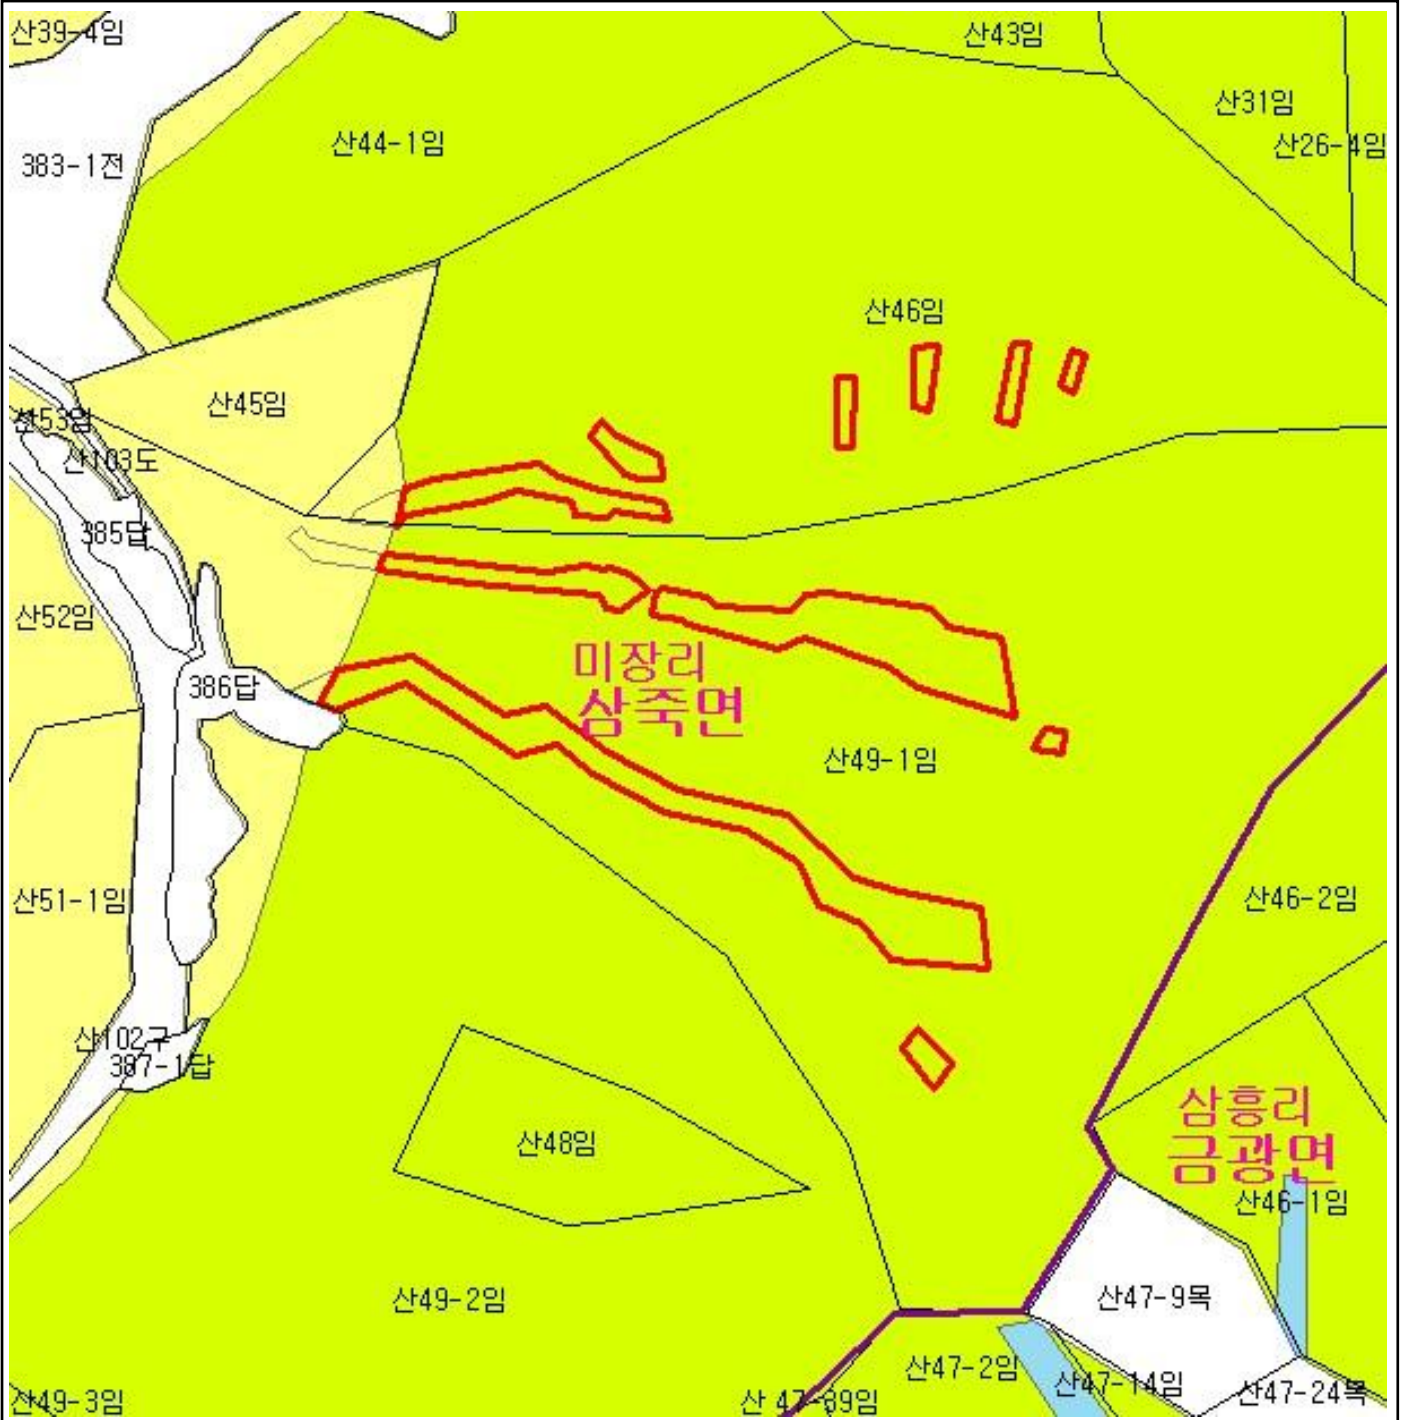 산39-4임
산43임
산31임
산26-4임
산44-1임
383-1전
산46임
산45임
산53임
산103도
385답
산52임
386답
미장리
삼죽면
산49-1임
산51-1임
산46-2임
산102구
387-1답
삼흥리
금광면
산48임
산46-1임
산49-2임
산47-9목
산47-2임
산47-14임
산47-24목
산49-3임
산 47-39임